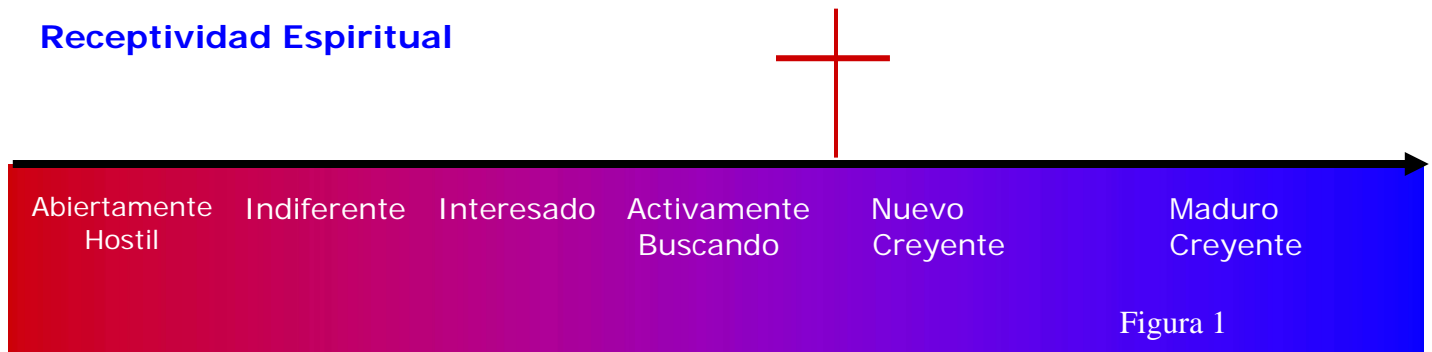 Receptividad Espiritual
Abiertamente
Hostil
Indiferente
Interesado
Activamente
Buscando
Nuevo
Creyente
Maduro
Creyente
Figura 1